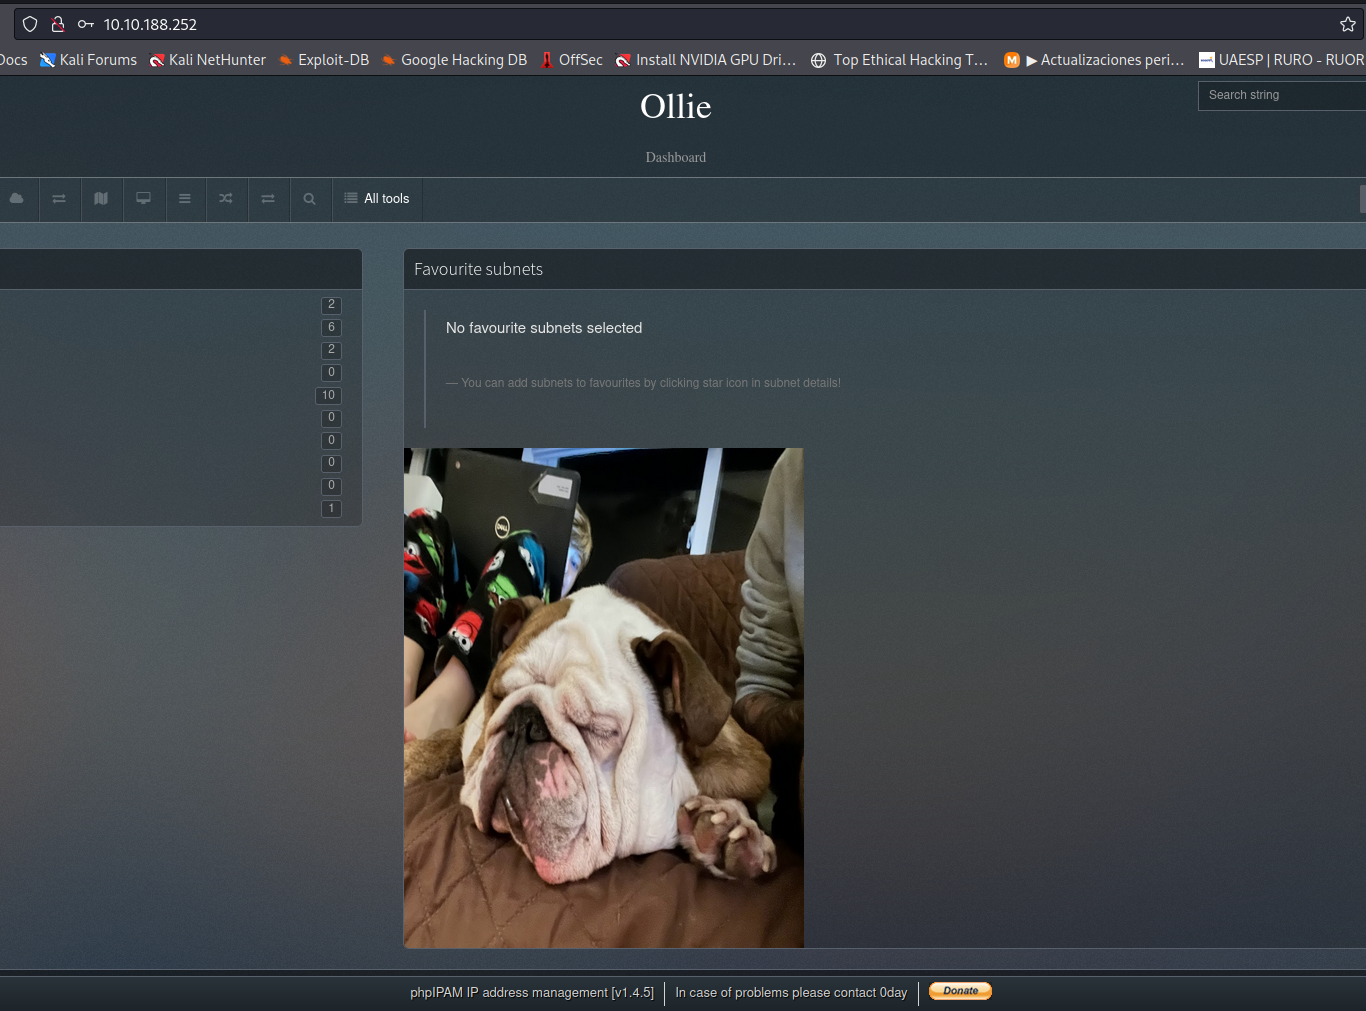 10.10.188.252
Docs Kali Forums Kali NetHunter Exploit-DB Google Hacking DB OffSec Install NVIDIA GPU Dri… Top Ethical Hacking T… M ▶ Actualizaciones peri… UAESP | RURO - RUOR
Ollie
Search string
Dashboard
All tools
Favourite subnets
2
6
2
0
10
0
0
0
0
1
No favourite subnets selected
— You can add subnets to favourites by clicking star icon in subnet details!
DELL
phpIPAM IP address management [v1.4.5] In case of problems please contact 0day Donate